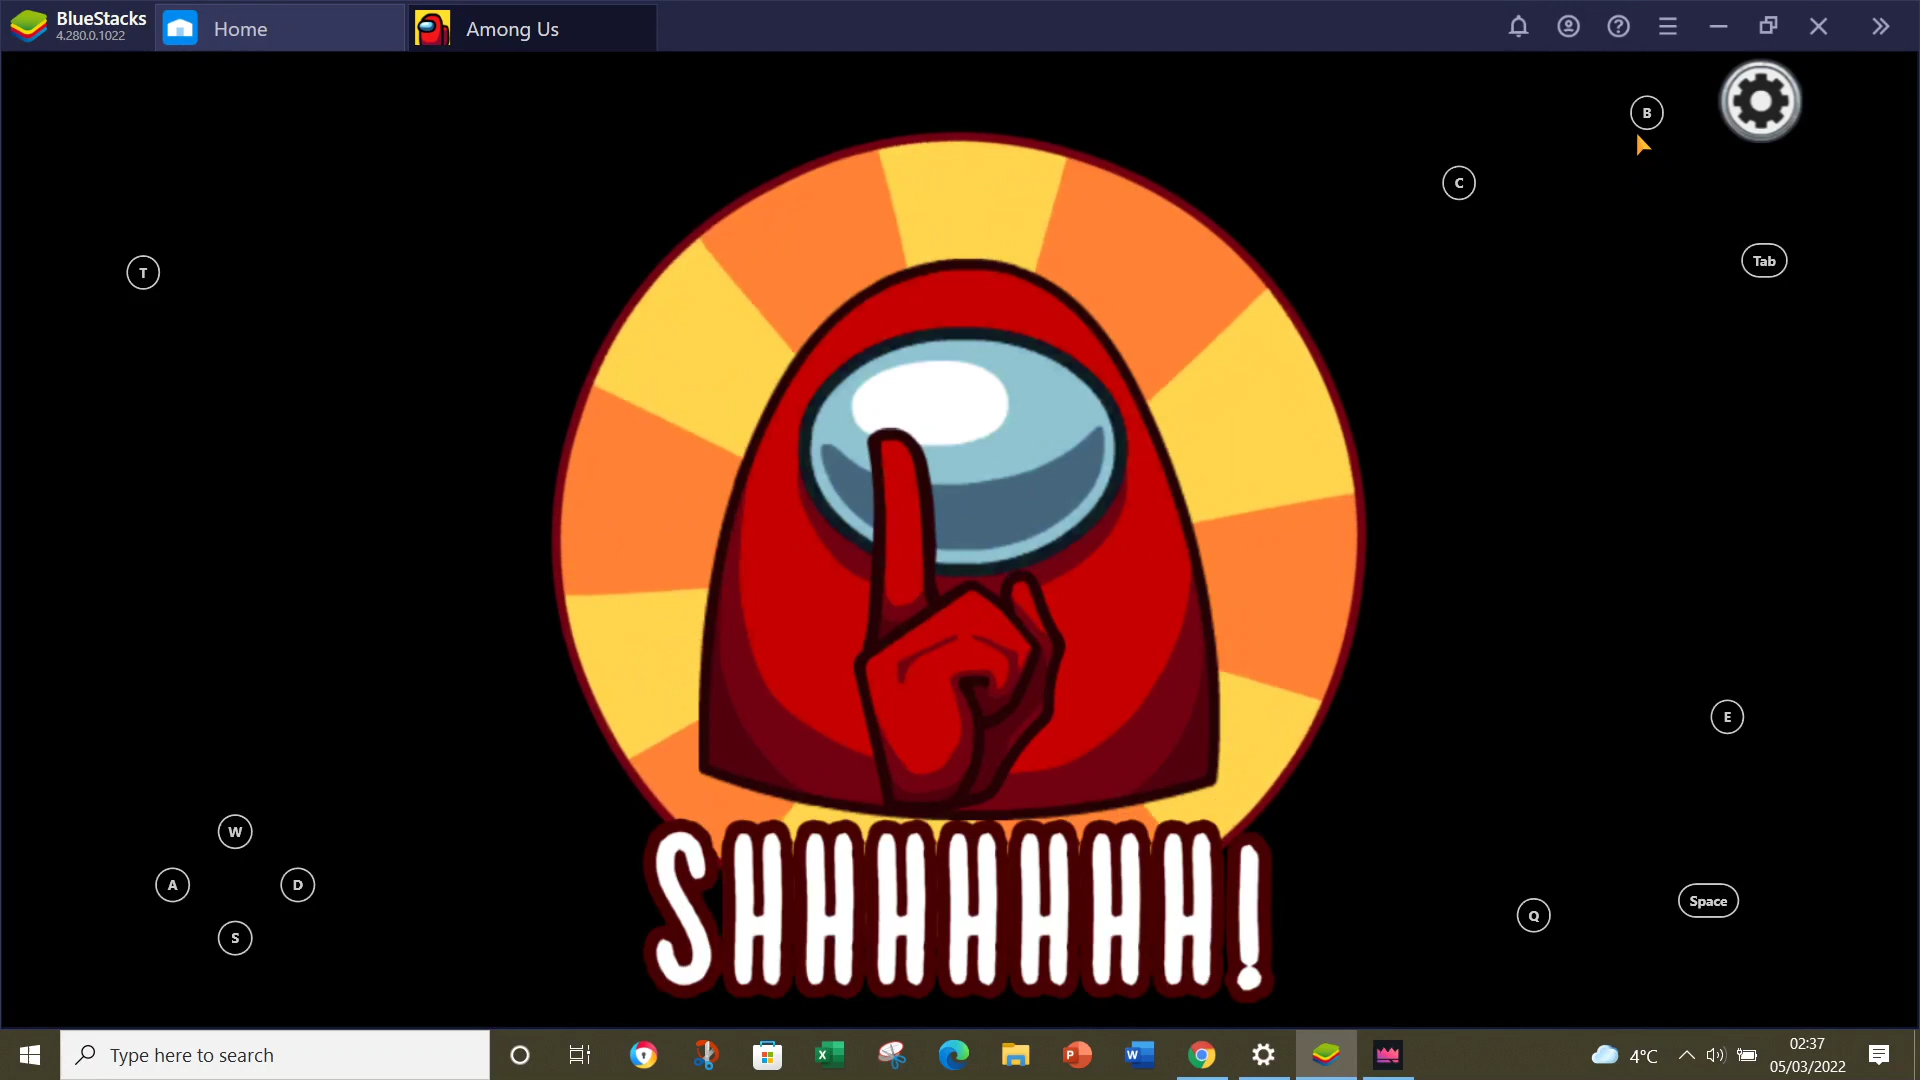 BlueStacks
4.280.0.1022
Home
Among Us
B
C
T
Tab
E
W
A
D
S
Q
Space
SHHHHHHH!
Type here to search
4°C
02:37
05/03/2022